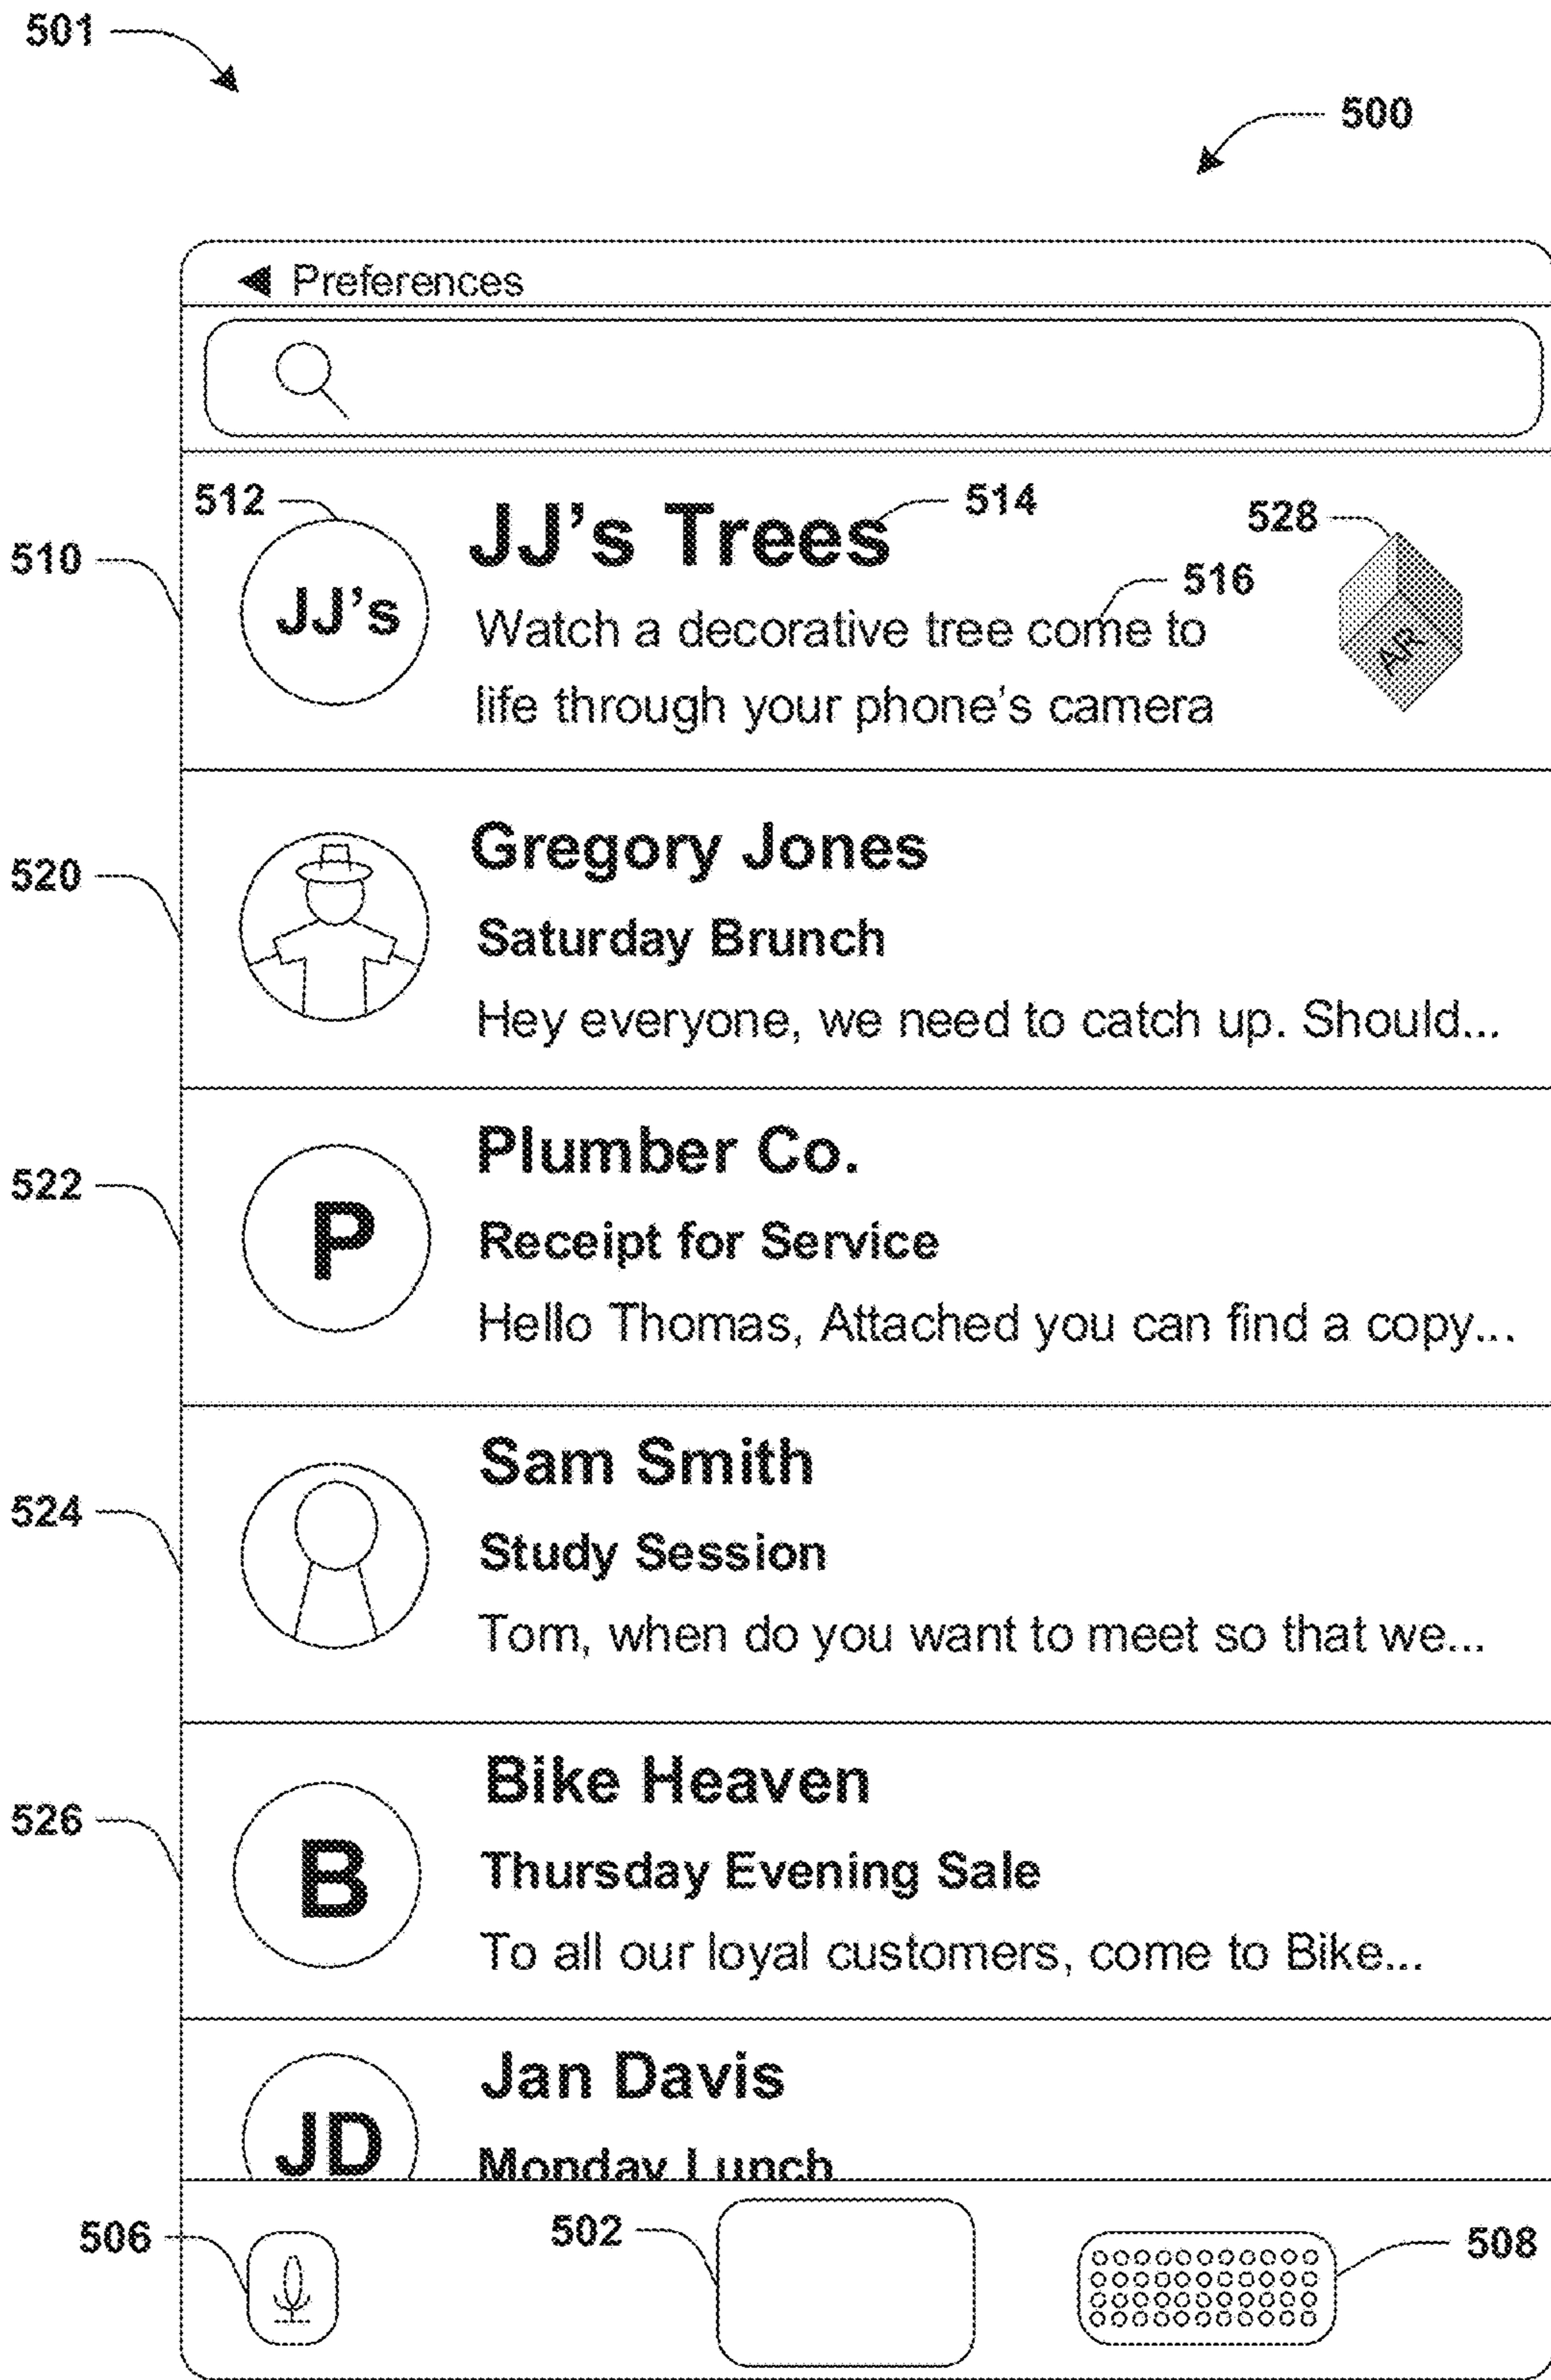 501
500
Preferences
512
JJ's Trees
514
528
510
JJ's
516
Watch a decorative tree come to
life through your phone's camera
AR
Gregory Jones
520
Saturday Brunch
Hey everyone, we need to catch up. Should...
Plumber Co.
522
P
Receipt for Service
Hello Thomas, Attached you can find a copy...
Sam Smith
524
Study Session
Tom, when do you want to meet so that we...
Bike Heaven
526
B
Thursday Evening Sale
To all our loyal customers, come to Bike...
Jan Davis
JD
Monday Lunch
506
502
508